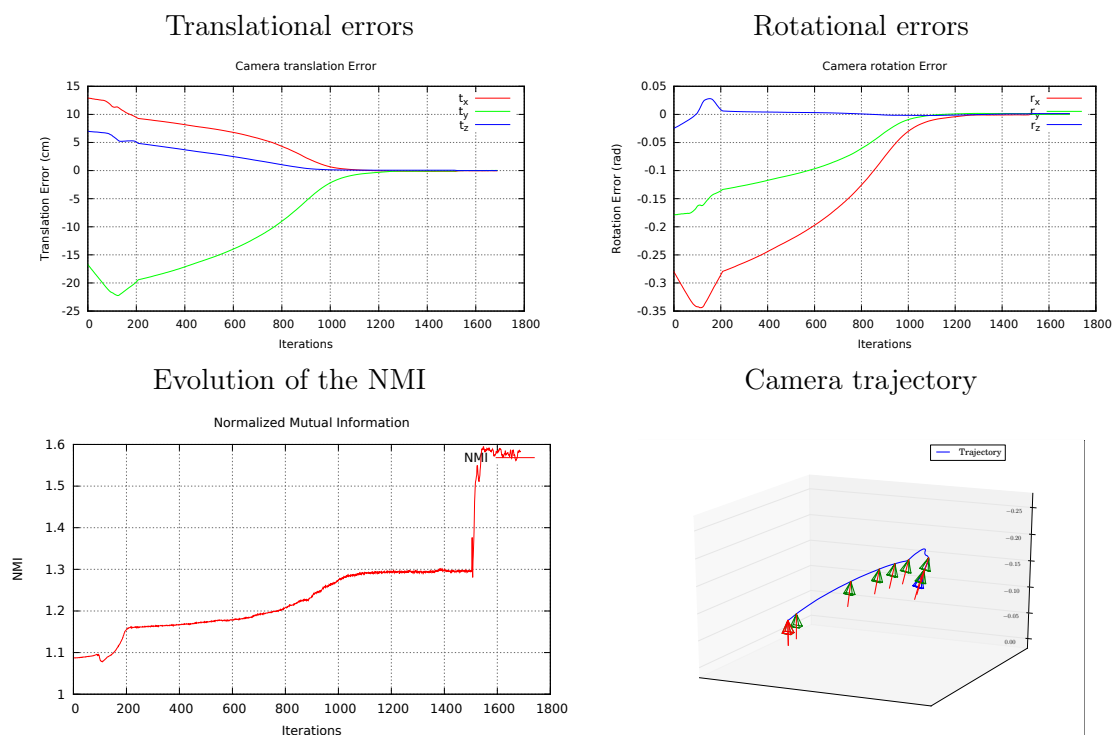 Translational errors
Camera translation Error
Translation Error (cm)
15
10
5
0
-5
-10
-15
-20
-25
0 200 400 600 800 1000 1200 1400 1600 1800
Iterations
t_x
t_y
t_z
Rotational errors
Camera rotation Error
Rotation Error (rad)
0.05
0
-0.05
-0.1
-0.15
-0.2
-0.25
-0.3
-0.35
0 200 400 600 800 1000 1200 1400 1600 1800
Iterations
r_x
r_y
r_z
Evolution of the NMI
Normalized Mutual Information
NMI
1.6
1.5
1.4
1.3
1.2
1.1
1
0 200 400 600 800 1000 1200 1400 1600 1800
Iterations
NMI
Camera trajectory
Trajectory
−0.25
−0.20
−0.15
−0.10
−0.05
0.00